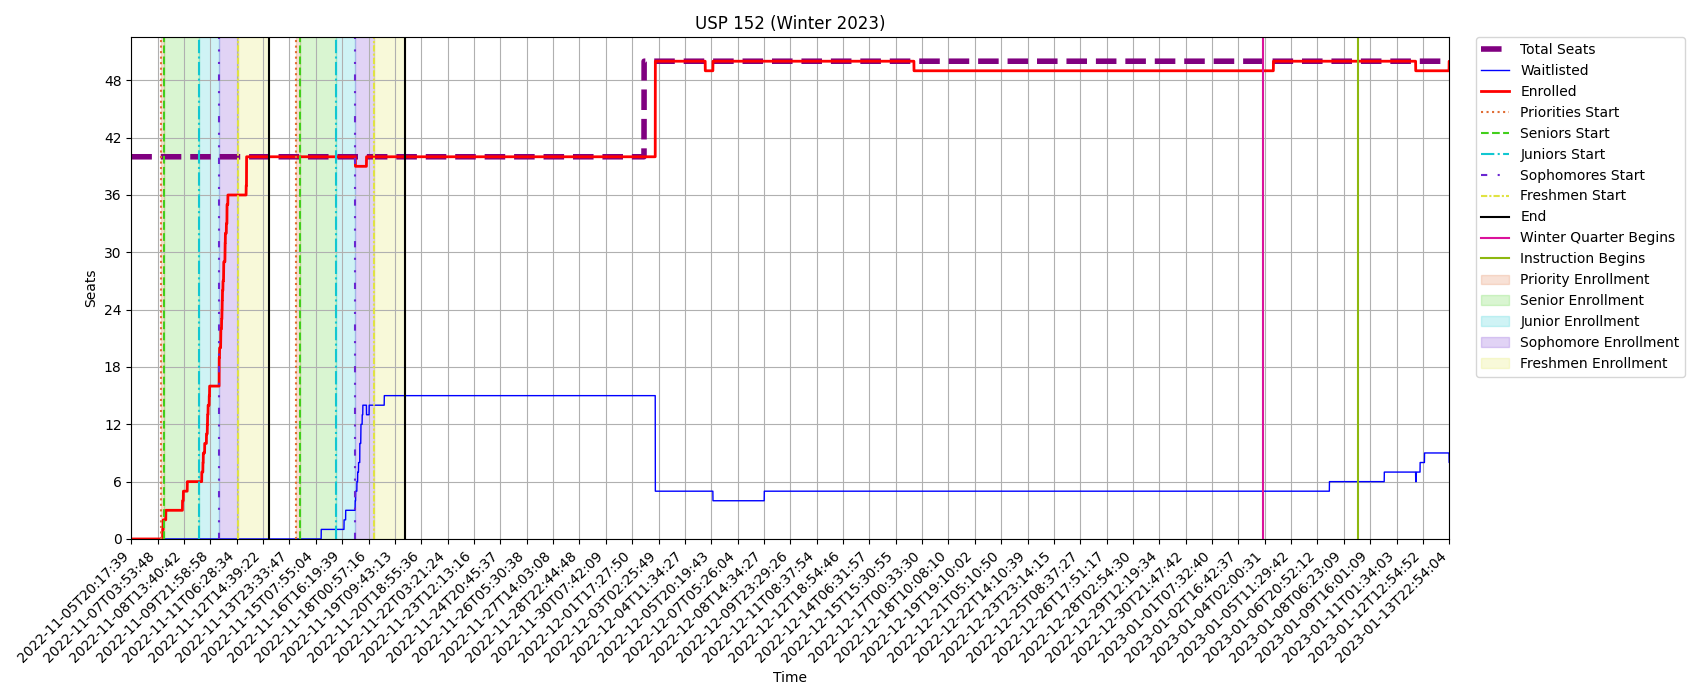 USP 152 (Winter 2023)
Seats
48
42
36
30
24
18
12
6
0
2022-11-05T20:17:39
2022-11-07T03:53:48
2022-11-08T13:40:42
2022-11-09T21:58:58
2022-11-11T06:28:34
2022-11-12T14:39:22
2022-11-13T23:33:47
2022-11-15T07:55:04
2022-11-16T16:19:39
2022-11-18T00:57:16
2022-11-19T09:43:13
2022-11-20T18:55:36
2022-11-22T03:21:24
2022-11-23T12:13:16
2022-11-24T20:45:37
2022-11-26T05:30:38
2022-11-27T14:03:08
2022-11-28T22:44:48
2022-11-30T07:42:09
2022-12-01T17:27:50
2022-12-03T02:25:49
2022-12-04T11:34:27
2022-12-05T20:19:43
2022-12-07T05:26:04
2022-12-08T14:34:27
2022-12-09T23:29:26
2022-12-11T08:37:54
2022-12-12T18:54:46
2022-12-14T06:31:57
2022-12-15T15:30:55
2022-12-17T00:33:30
2022-12-18T10:08:10
2022-12-19T19:10:02
2022-12-21T05:10:50
2022-12-22T14:10:39
2022-12-23T23:14:15
2022-12-25T08:37:27
2022-12-26T17:51:17
2022-12-28T02:54:30
2022-12-29T12:19:34
2022-12-30T21:47:42
2023-01-01T07:32:40
2023-01-02T16:42:37
2023-01-04T02:00:31
2023-01-05T11:29:42
2023-01-06T20:52:12
2023-01-08T06:23:09
2023-01-09T16:01:09
2023-01-11T01:34:03
2023-01-12T12:54:52
2023-01-13T22:54:04
Time
Total Seats
Waitlisted
Enrolled
Priorities Start
Seniors Start
Juniors Start
Sophomores Start
Freshmen Start
End
Winter Quarter Begins
Instruction Begins
Priority Enrollment
Senior Enrollment
Junior Enrollment
Sophomore Enrollment
Freshmen Enrollment